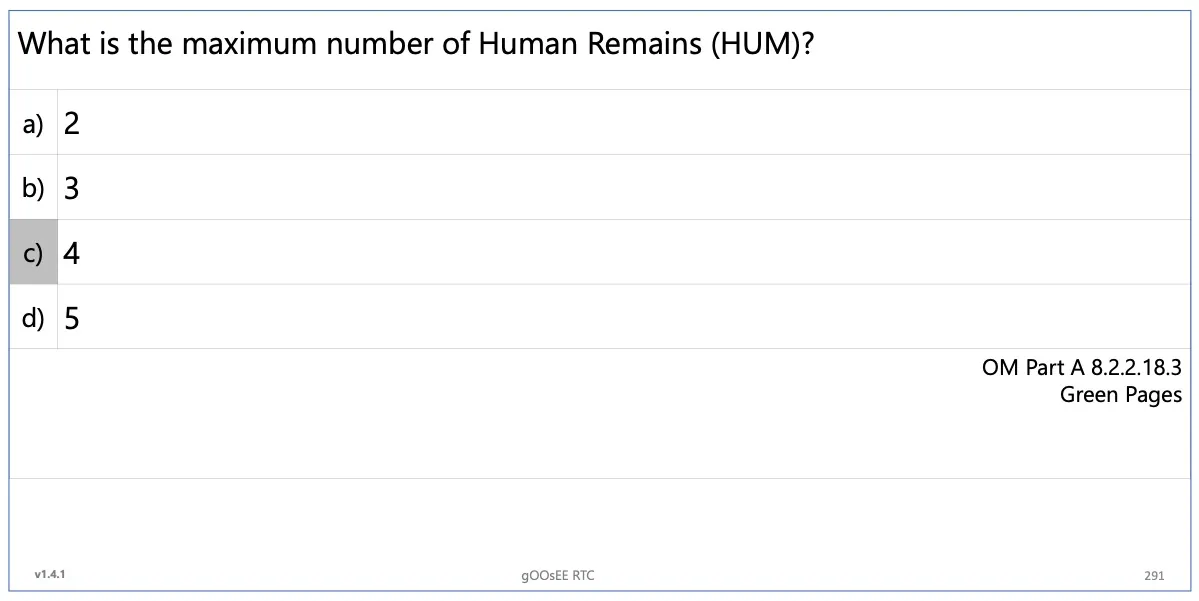 What is the maximum number of Human Remains (HUM)?
a) 2
b) 3
c) 4
d) 5
OM Part A 8.2.2.18.3
Green Pages
v1.4.1 gOOsEE RTC 291